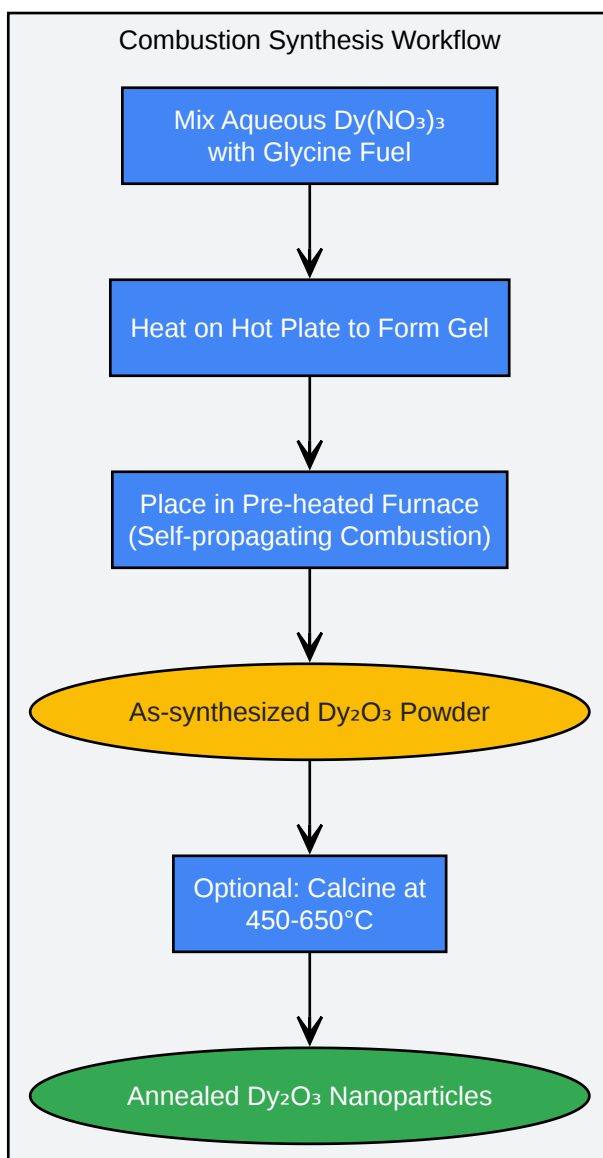 Combustion Synthesis Workflow
Mix Aqueous Dy(NO₃)₃
with Glycine Fuel
Heat on Hot Plate to Form Gel
Place in Pre-heated Furnace
(Self-propagating Combustion)
As-synthesized Dy₂O₃ Powder
Optional: Calcine at
450-650°C
Annealed Dy₂O₃ Nanoparticles